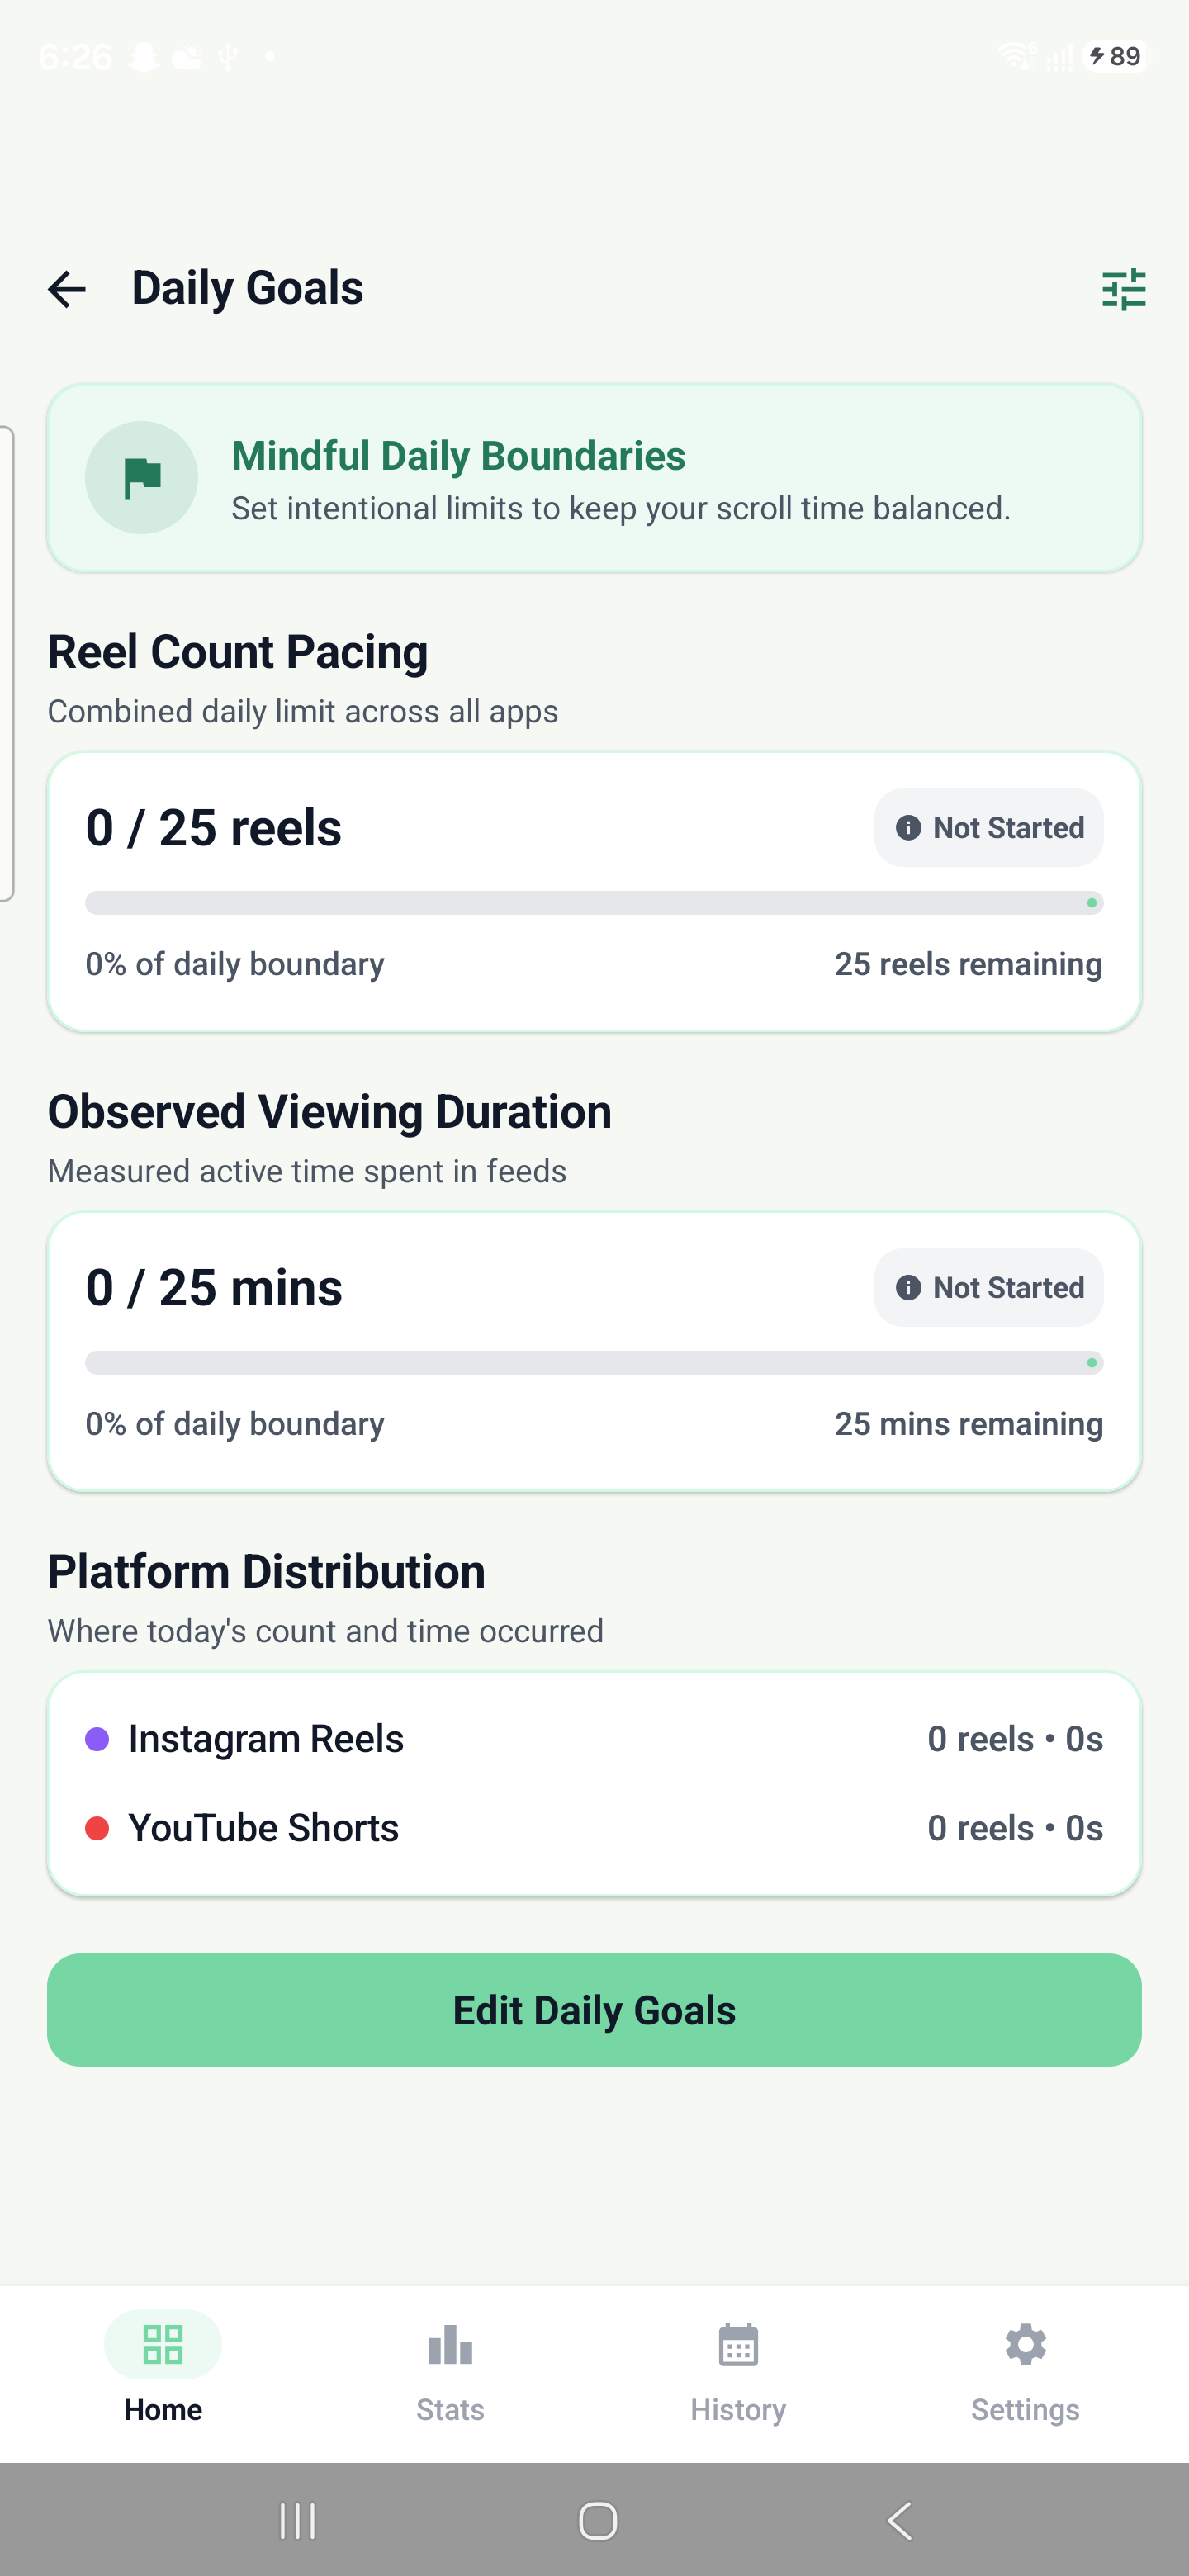 6:26
6
89
Daily Goals
Mindful Daily Boundaries
Set intentional limits to keep your scroll time balanced.
Reel Count Pacing
Combined daily limit across all apps
0 / 25 reels
Not Started
0% of daily boundary
25 reels remaining
Observed Viewing Duration
Measured active time spent in feeds
0 / 25 mins
Not Started
0% of daily boundary
25 mins remaining
Platform Distribution
Where today's count and time occurred
Instagram Reels
0 reels • 0s
YouTube Shorts
0 reels • 0s
Edit Daily Goals
Home
Stats
History
Settings